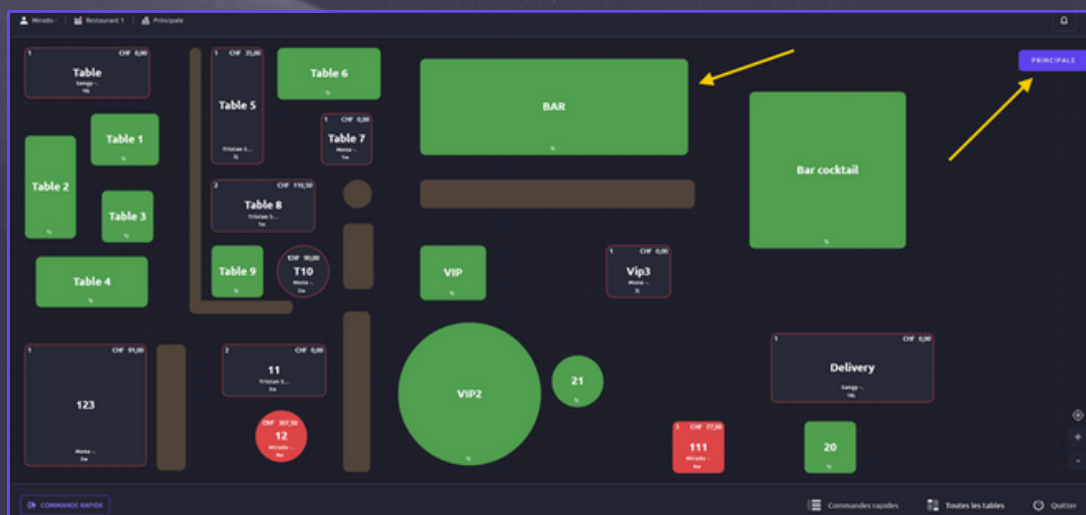 Mirado -
Restaurant 1
Principale
PRINCIPALE
1 CHF 0,00
Table
Sangy -.
1 CHF 35,00
Table 5
Tristan S...
Table 6
1 CHF 0,00
Table 7
Mona -.
BAR
Bar cocktail
Table 1
Table 2
Table 3
Table 4
2 CHF 110,50
Table 8
Tristan S...
Table 9
CHF 90,00
T10
Mona -.
VIP
1 CHF 0,00
Vip3
Mona -.
1 CHF 91,00
123
Mona -.
2 CHF 0,00
11
Tristan S...
CHF 307,50
12
Mirado -.
VIP2
21
1 CHF 0,00
Delivery
Sangy -.
3 CHF 77,00
111
Mirado -.
20
+
-
COMMANDE RAPIDE
Commandes rapides
Toutes les tables
Quitter